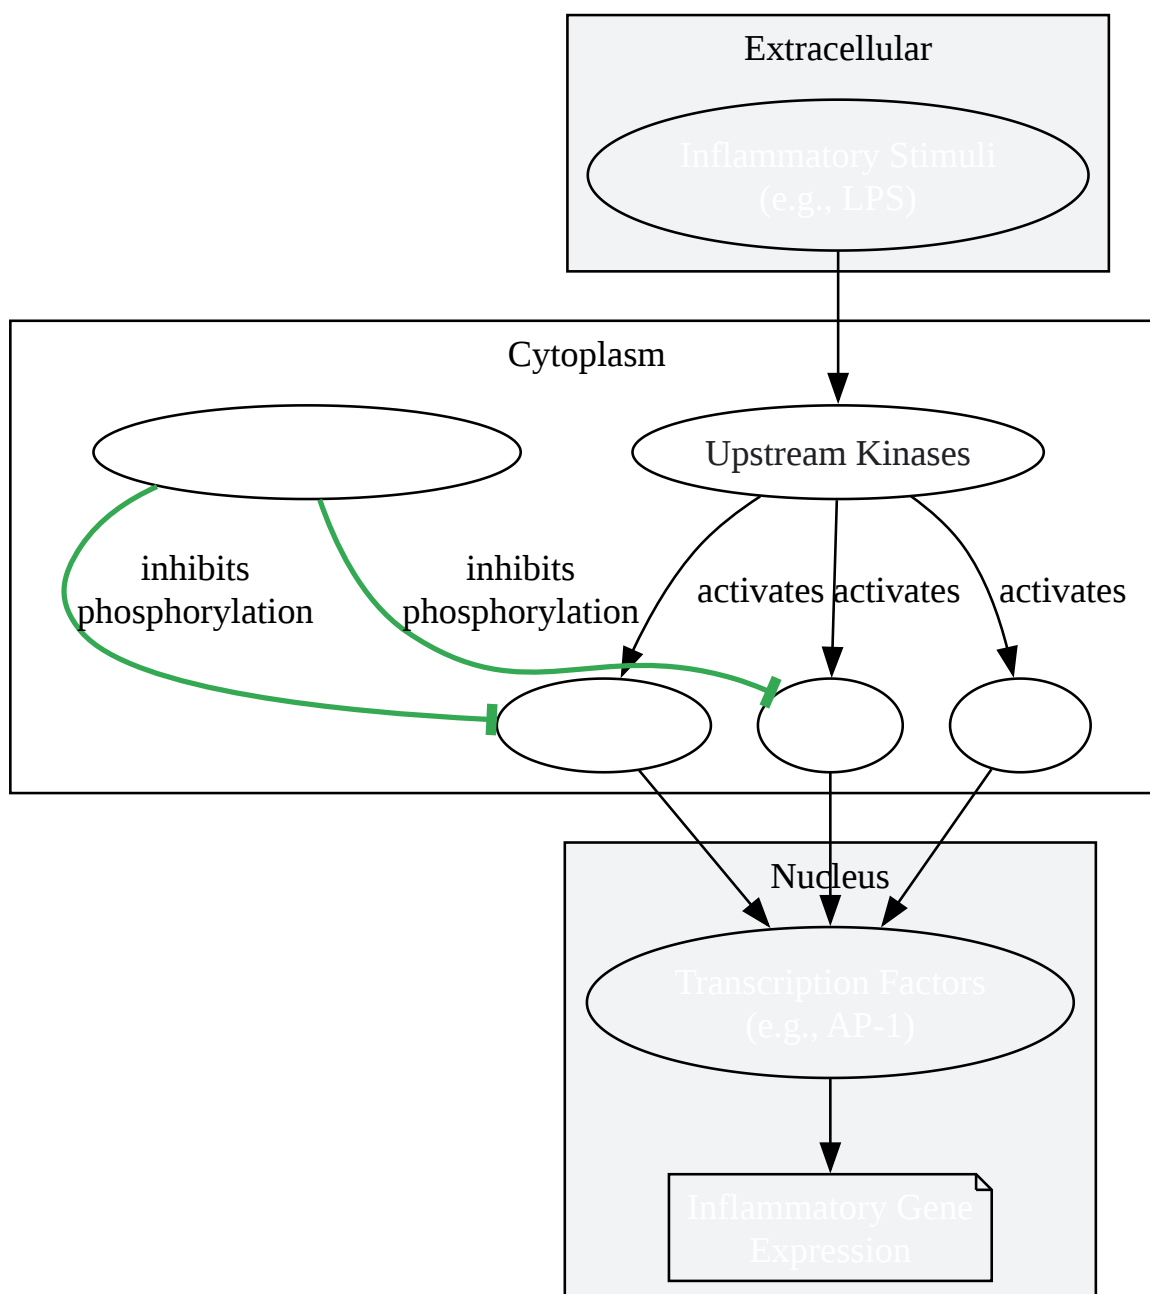 Extracellular
Inflammatory Stimuli
(e.g., LPS)
Cytoplasm
Upstream Kinases
inhibits
phosphorylation
inhibits
phosphorylation
activates
activates
activates
Nucleus
Transcription Factors
(e.g., AP-1)
Inflammatory Gene
Expression